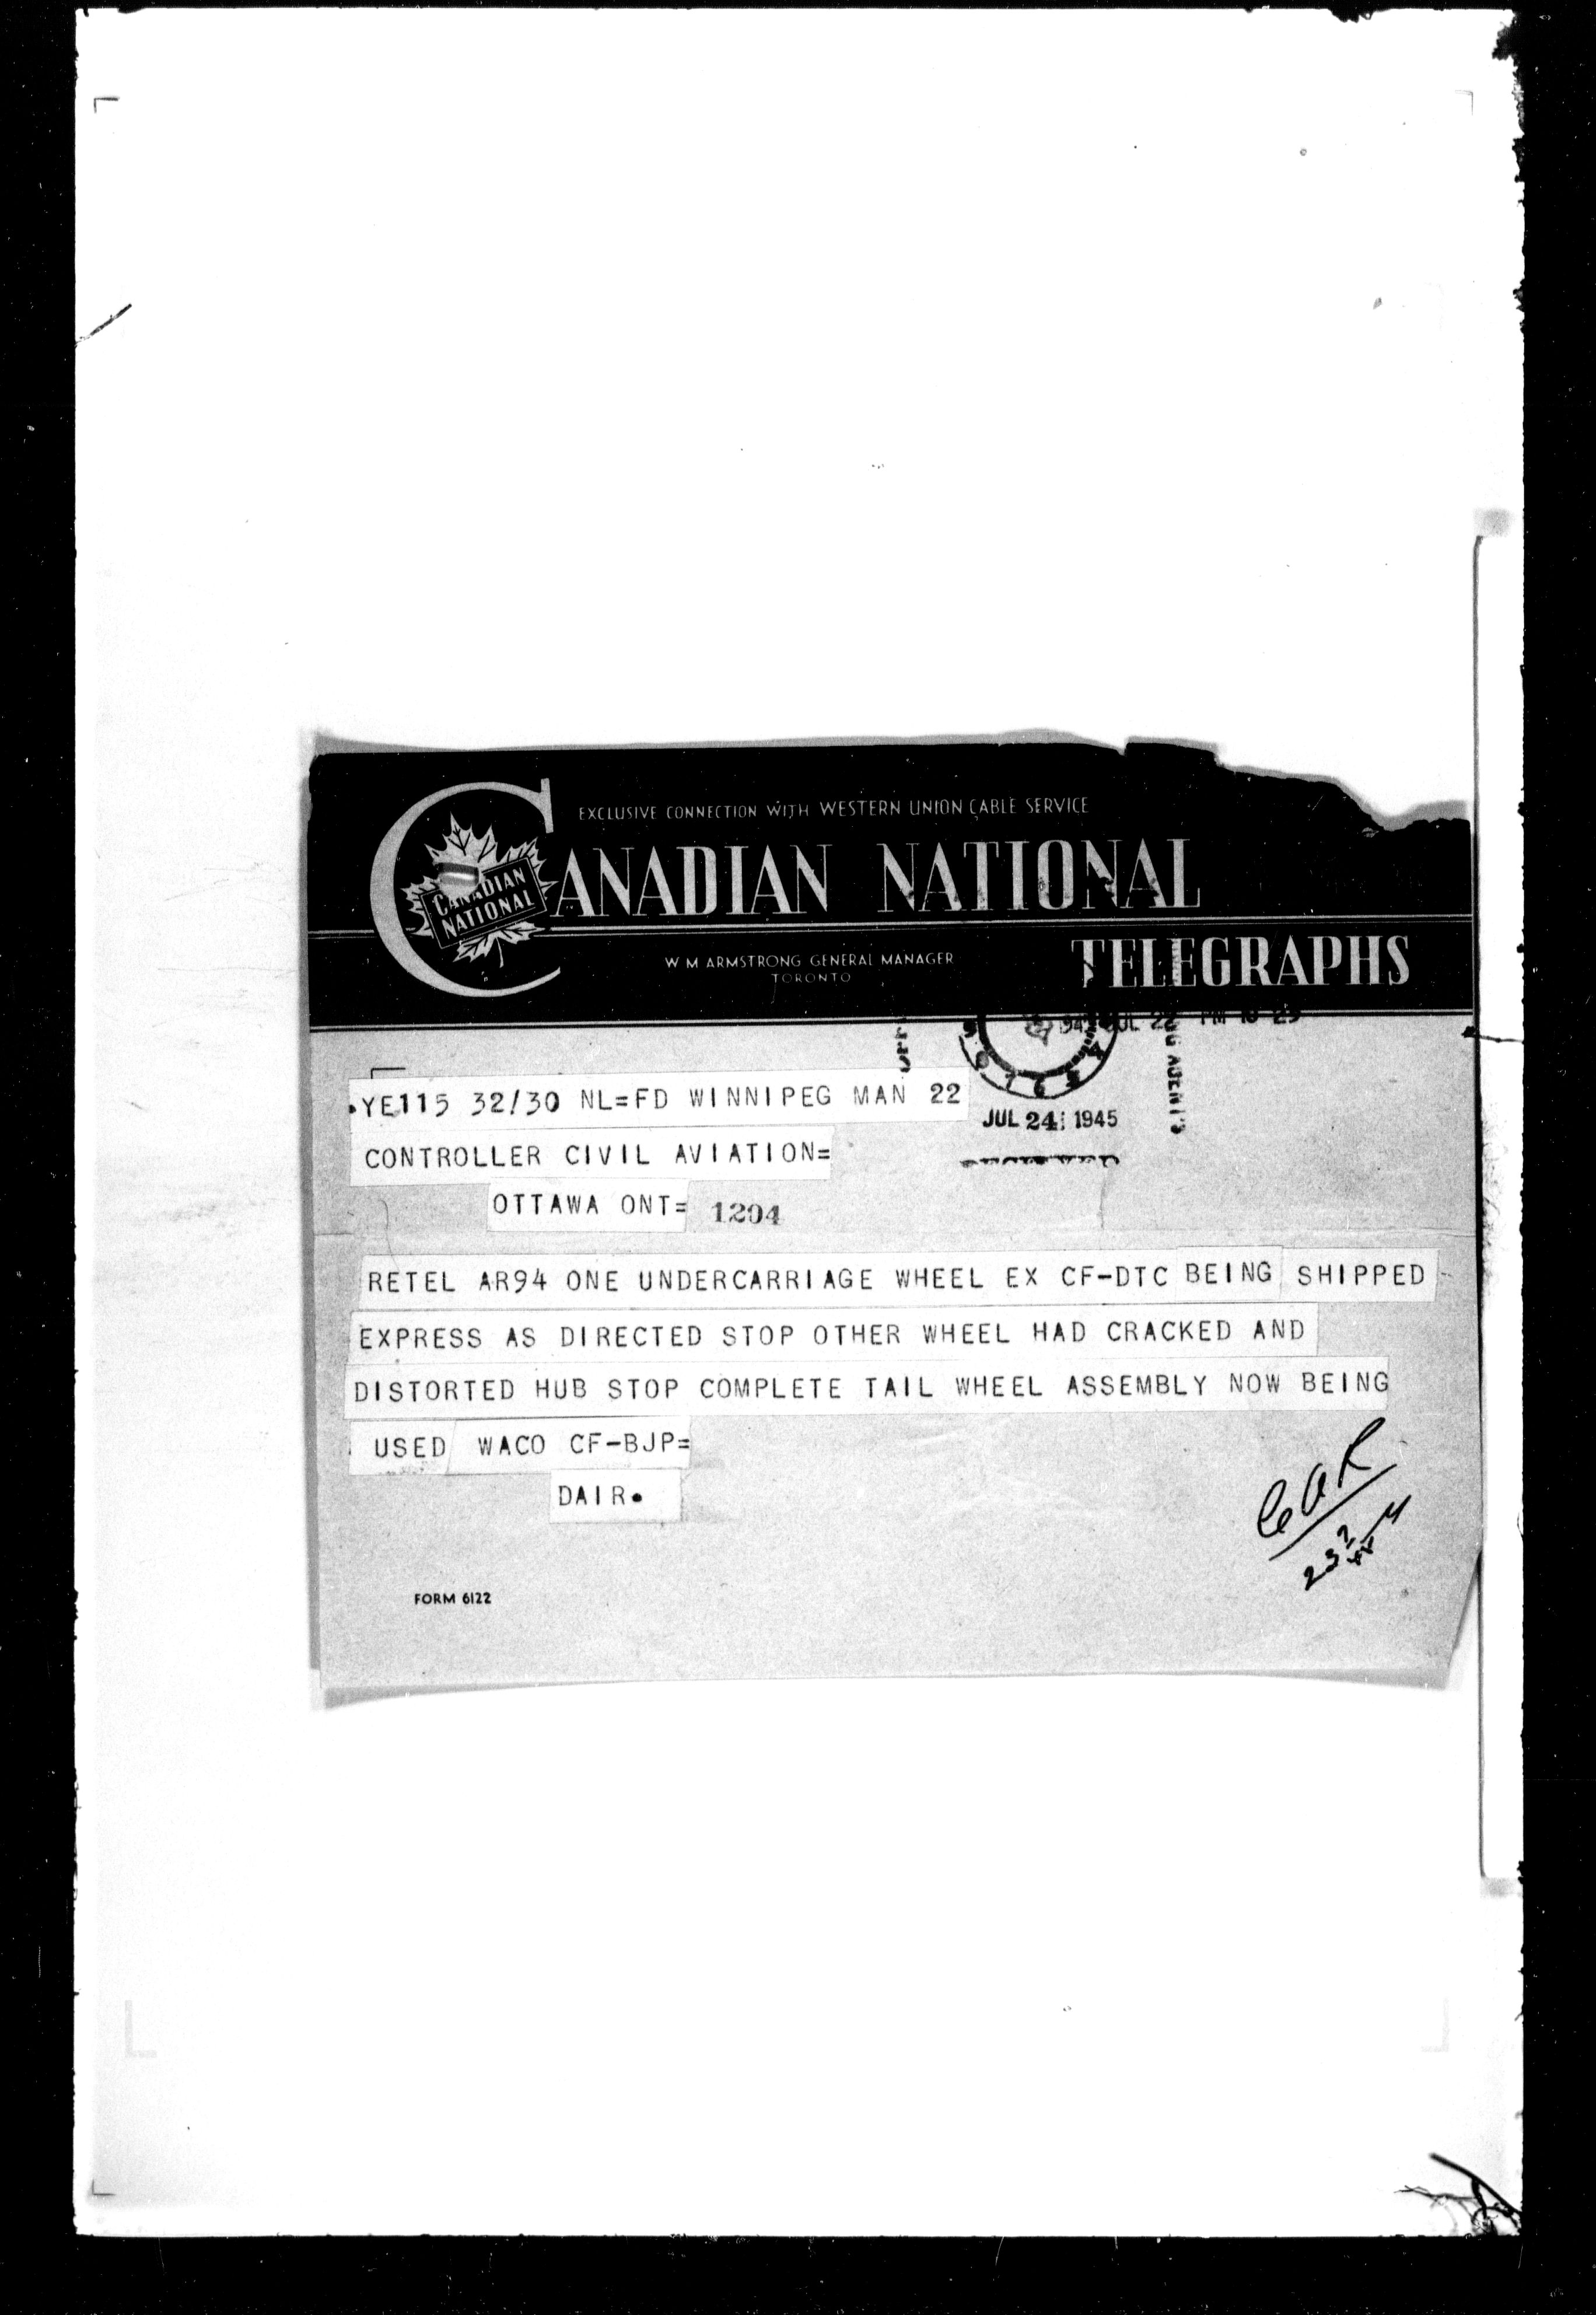 EXCLUSIVE CONNECTION WITH WESTERN UNION CABLE SERVICE
CANADIAN NATIONAL
CANADIAN
NATIONAL
TELEGRAPHS
W M ARMSTRONG GENERAL MANAGER
TORONTO
JUL 22 PM 10 23
YE115 32/30 NL=FD WINNIPEG MAN 22
JUL 24 1945
CONTROLLER CIVIL AVIATION=
RECEIVED
OTTAWA ONT= 1204
RETEL AR94 ONE UNDERCARRIAGE WHEEL EX CF-DTC BEING SHIPPED
EXPRESS AS DIRECTED STOP OTHER WHEEL HAD CRACKED AND
DISTORTED HUB STOP COMPLETE TAIL WHEEL ASSEMBLY NOW BEING
USED WACO CF-BJP=
DAIR.
FORM 6122